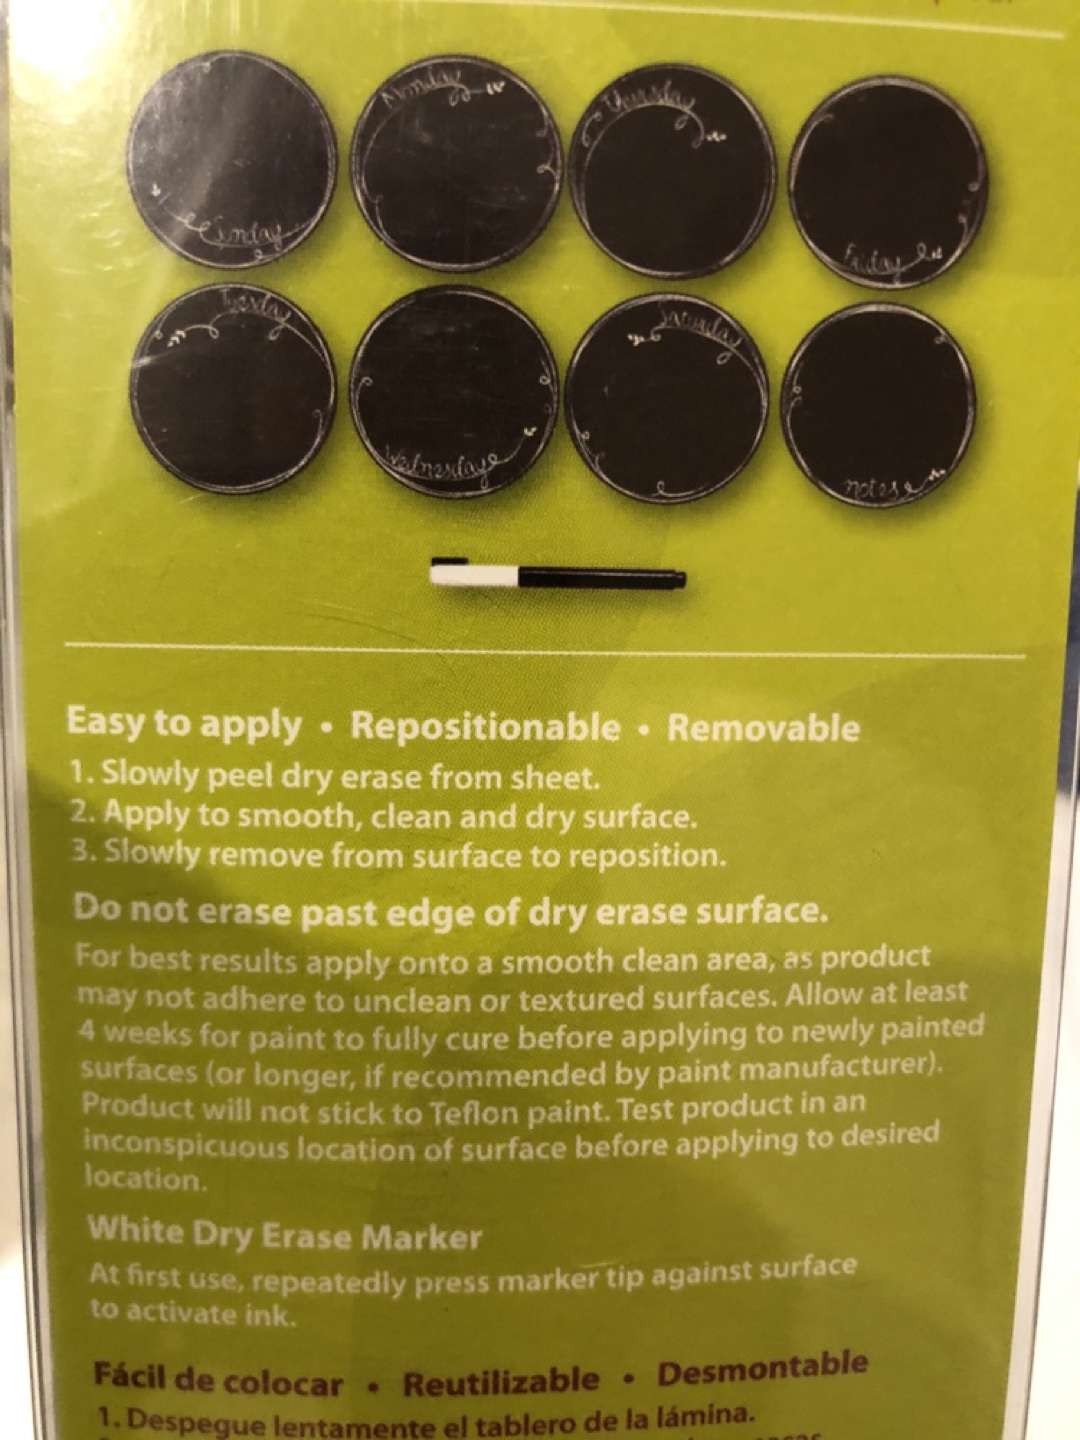 Sunday
Monday
Thursday
Friday
Tuesday
Wednesday
Saturday
notes
Easy to apply • Repositionable • Removable
1. Slowly peel dry erase from sheet.
2. Apply to smooth, clean and dry surface.
3. Slowly remove from surface to reposition.
Do not erase past edge of dry erase surface.
For best results apply onto a smooth clean area, as product
may not adhere to unclean or textured surfaces. Allow at least
4 weeks for paint to fully cure before applying to newly painted
surfaces (or longer, if recommended by paint manufacturer).
Product will not stick to Teflon paint. Test product in an
inconspicuous location of surface before applying to desired
location.
White Dry Erase Marker
At first use, repeatedly press marker tip against surface
to activate ink.
Fácil de colocar • Reutilizable • Desmontable
1. Despegue lentamente el tablero de la lámina.